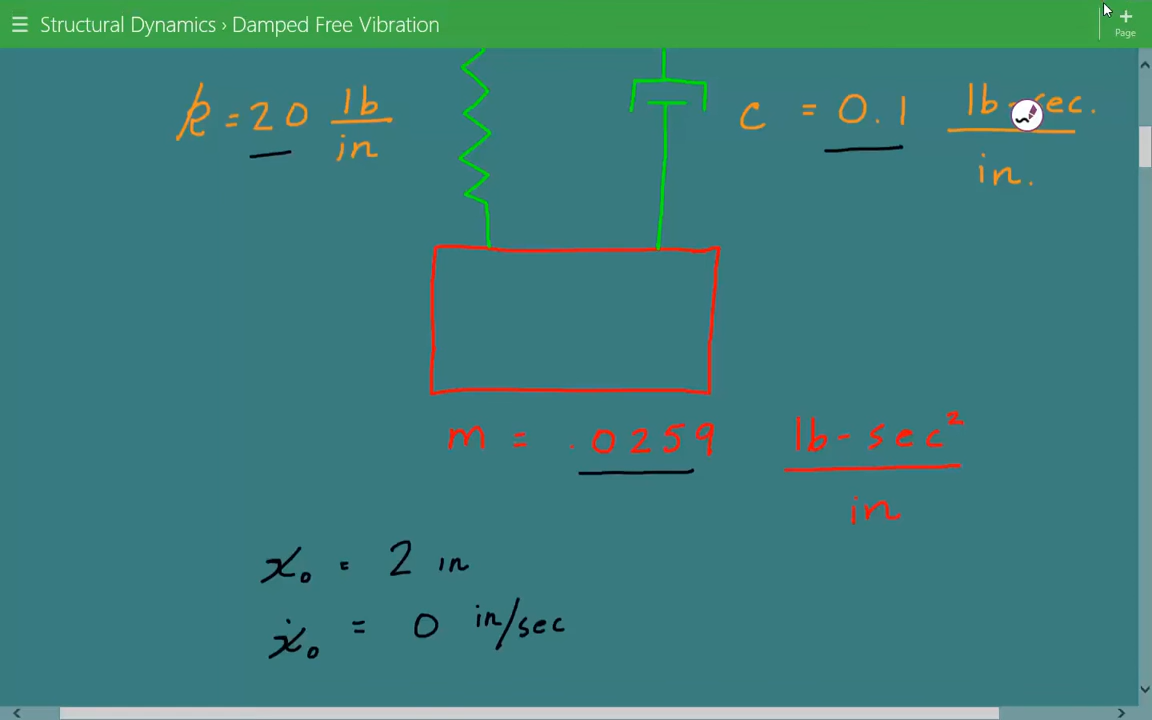 Structural Dynamics › Damped Free Vibration
Page
k = 20 lb/in
c = 0.1 lb-sec./in.
m = .0259 lb-sec²/in
x₀ = 2 in
ẋ₀ = 0 in/sec